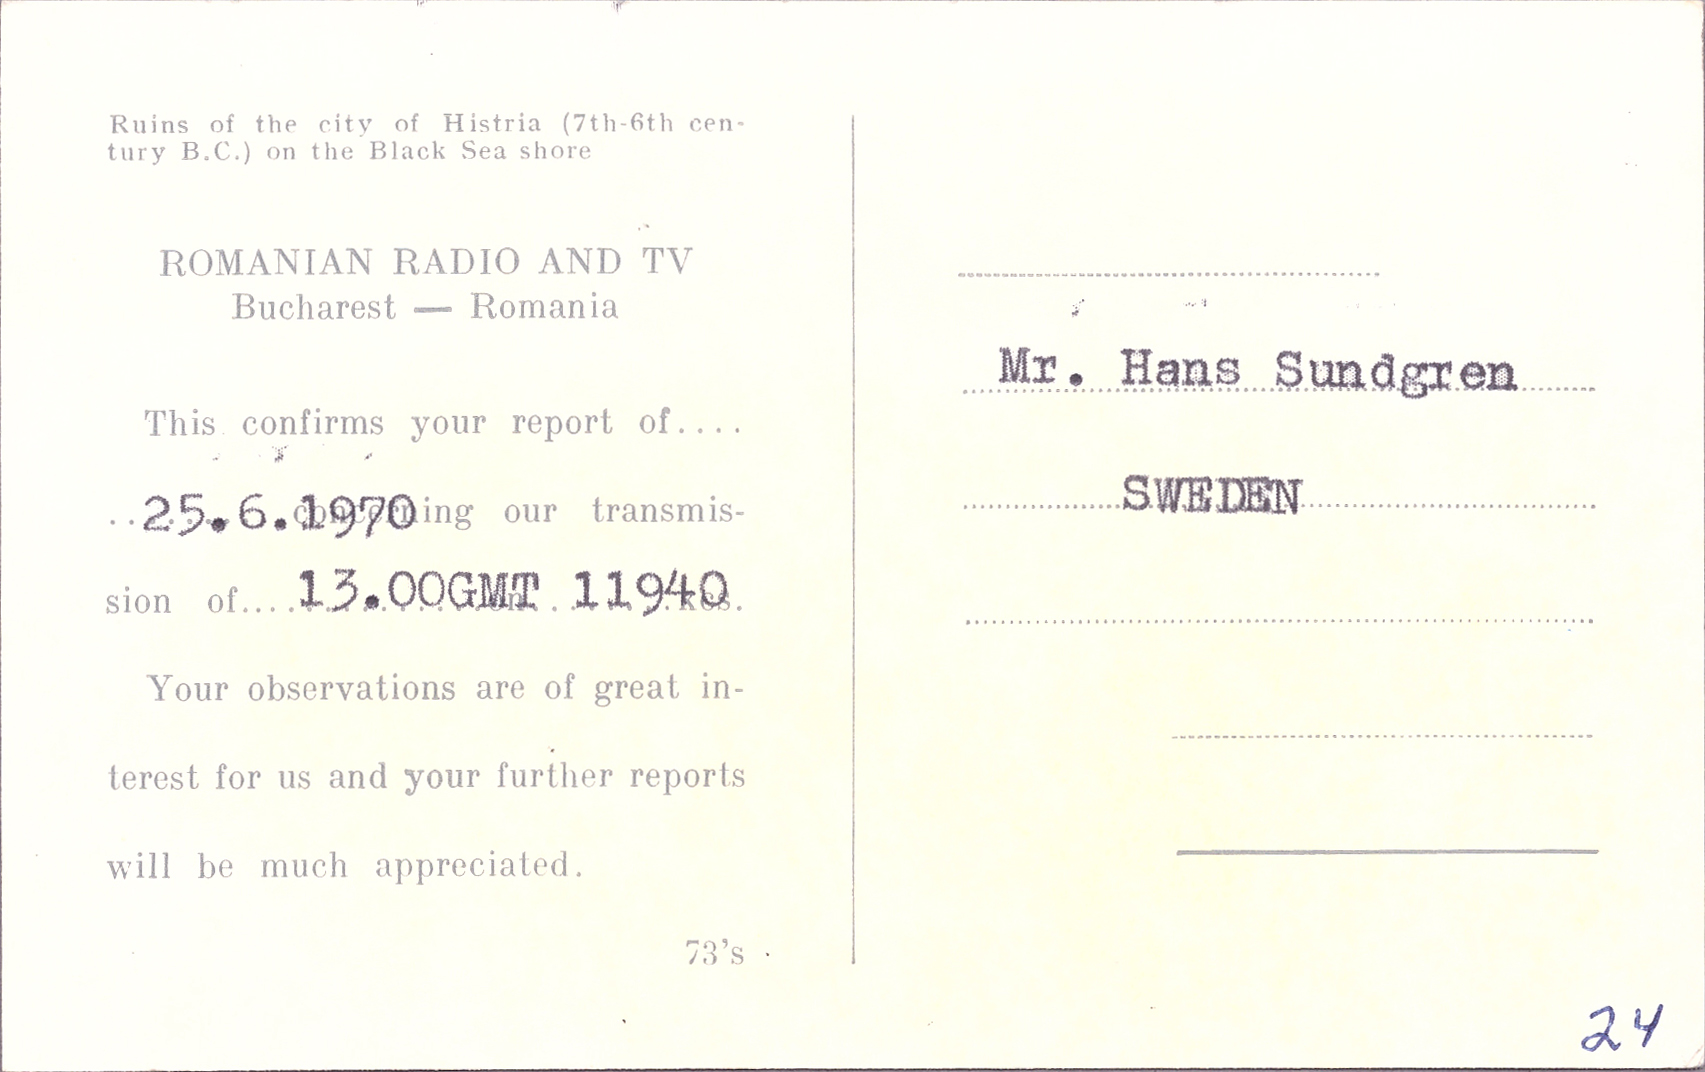 Ruins of the city of Histria (7th-6th cen-
tury B.C.) on the Black Sea shore
ROMANIAN RADIO AND TV
Bucharest — Romania
This confirms your report of....
..25.6.1970 concerning our transmis-
sion of....13.00GMT on 11940 kcs.
Your observations are of great in-
terest for us and your further reports
will be much appreciated.
73's
Mr. Hans Sundgren
SWEDEN
24